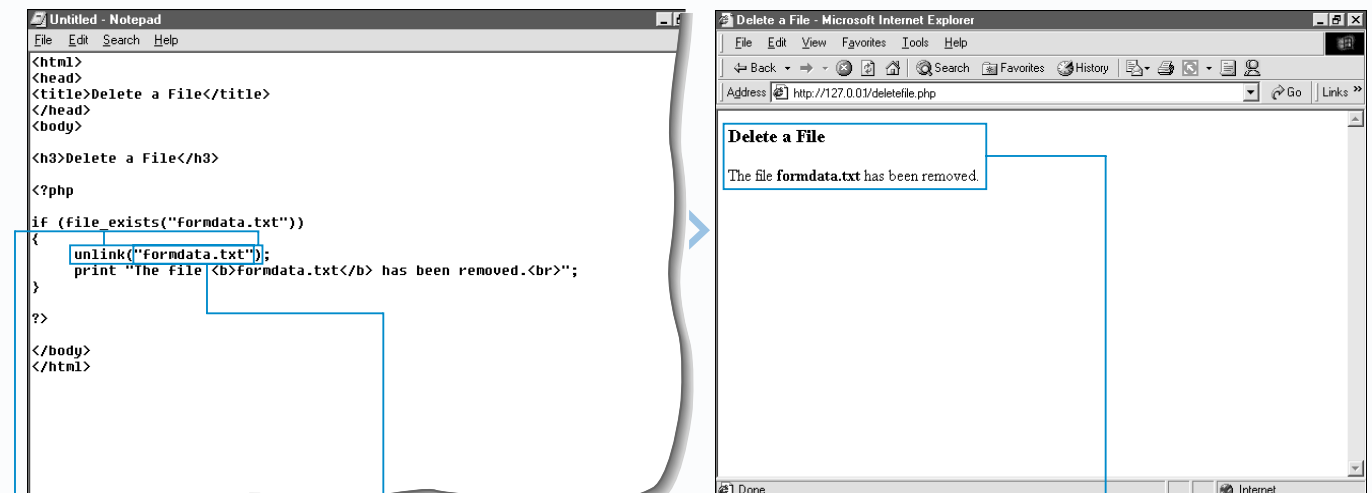 Untitled - Notepad
File Edit Search Help
<html>
<head>
<title>Delete a File</title>
</head>
<body>
<h3>Delete a File</h3>
<?php
if (file_exists("formdata.txt"))
{
unlink("formdata.txt");
print "The file <b>formdata.txt</b> has been removed.<br>";
}
?>
</body>
</html>
Delete a File - Microsoft Internet Explorer
File Edit View Favorites Tools Help
Back Search Favorites History
Address http://127.0.0.1/deletefile.php Go Links »
Delete a File
The file formdata.txt has been removed.
Done Internet